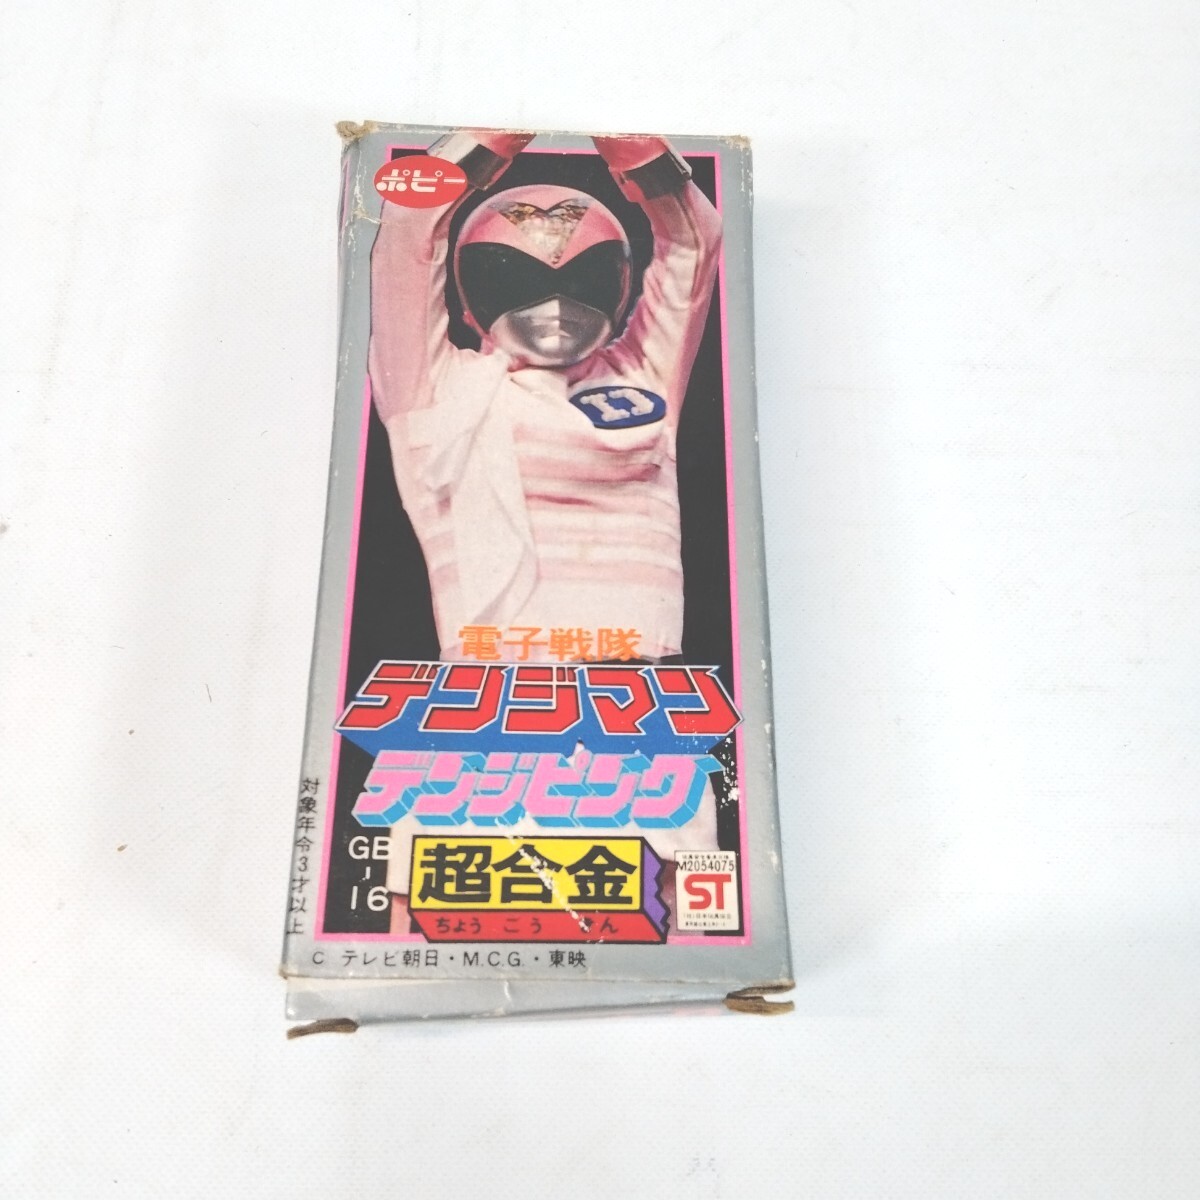 ポピー
電子戦隊
デンジマン
デンジピンク
対象年令3才以上
GB-16
超合金
ちょうごうきん
M2054075
ST
C テレビ朝日・M.C.G.・東映